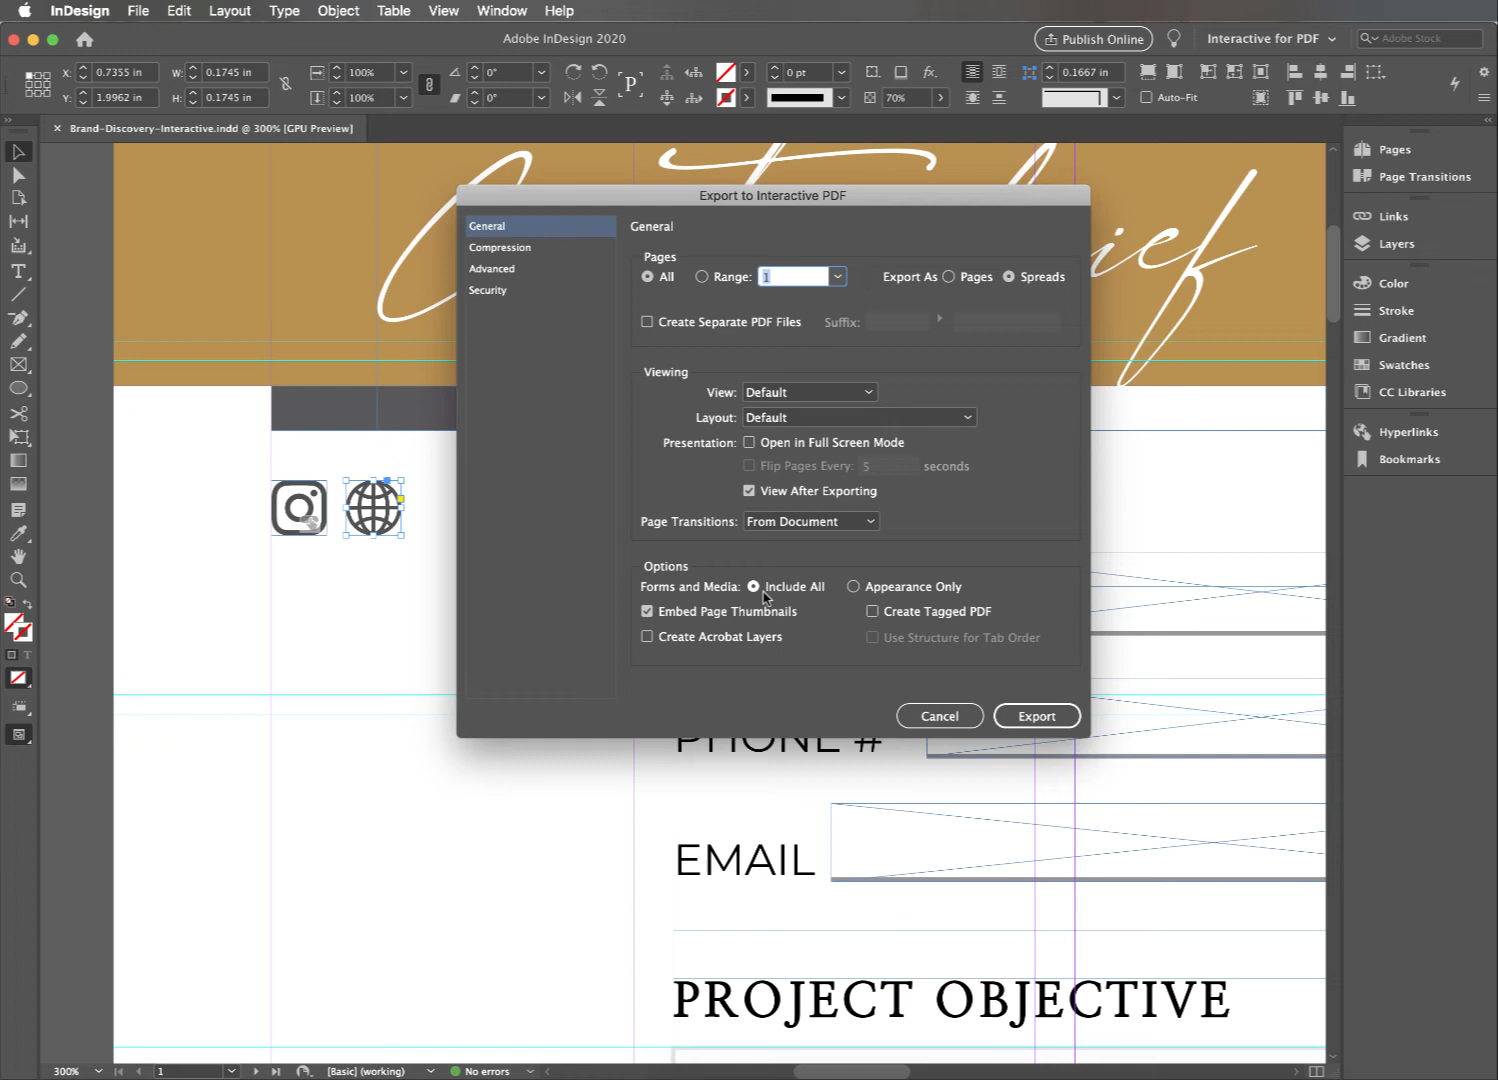 InDesign File Edit Layout Type Object Table View Window Help
Adobe InDesign 2020
Publish Online
Interactive for PDF
Adobe Stock
X: 0.7355 in W: 0.1745 in 100% 0° P fx. 0 pt 0.1667 in
Y: 1.9962 in H: 0.1745 in 100% 0° 70% Auto-Fit
× Brand-Discovery-Interactive.indd @ 300% [GPU Preview]
Export to Interactive PDF
General
Compression
Advanced
Security
General
Pages
All Range: 1 Export As Pages Spreads
Create Separate PDF Files Suffix:
Viewing
View: Default
Layout: Default
Presentation: Open in Full Screen Mode
Flip Pages Every: 5 seconds
View After Exporting
Page Transitions: From Document
Options
Forms and Media: Include All Appearance Only
Embed Page Thumbnails Create Tagged PDF
Create Acrobat Layers Use Structure for Tab Order
Cancel Export
PHONE #
EMAIL
PROJECT OBJECTIVE
Pages
Page Transitions
Links
Layers
Color
Stroke
Gradient
Swatches
CC Libraries
Hyperlinks
Bookmarks
300% 1 [Basic] (working) No errors